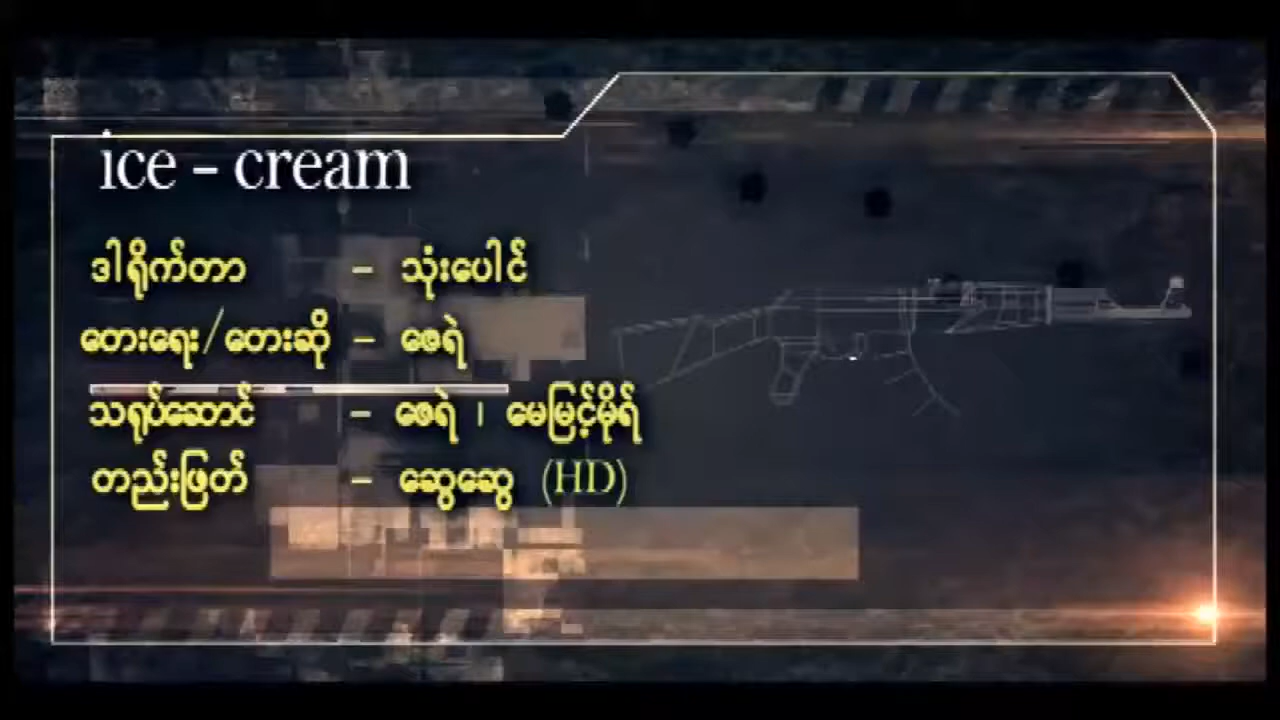 ice - cream
ဒါရိုက်တာ - သုံးပေါင်
တေးရေး/တေးဆို - ဇေရဲ
သရုပ်ဆောင် - ဇေရဲ ၊ မေမြင့်မိုရ်
တည်းဖြတ် - ဆွေဆွေ (HD)